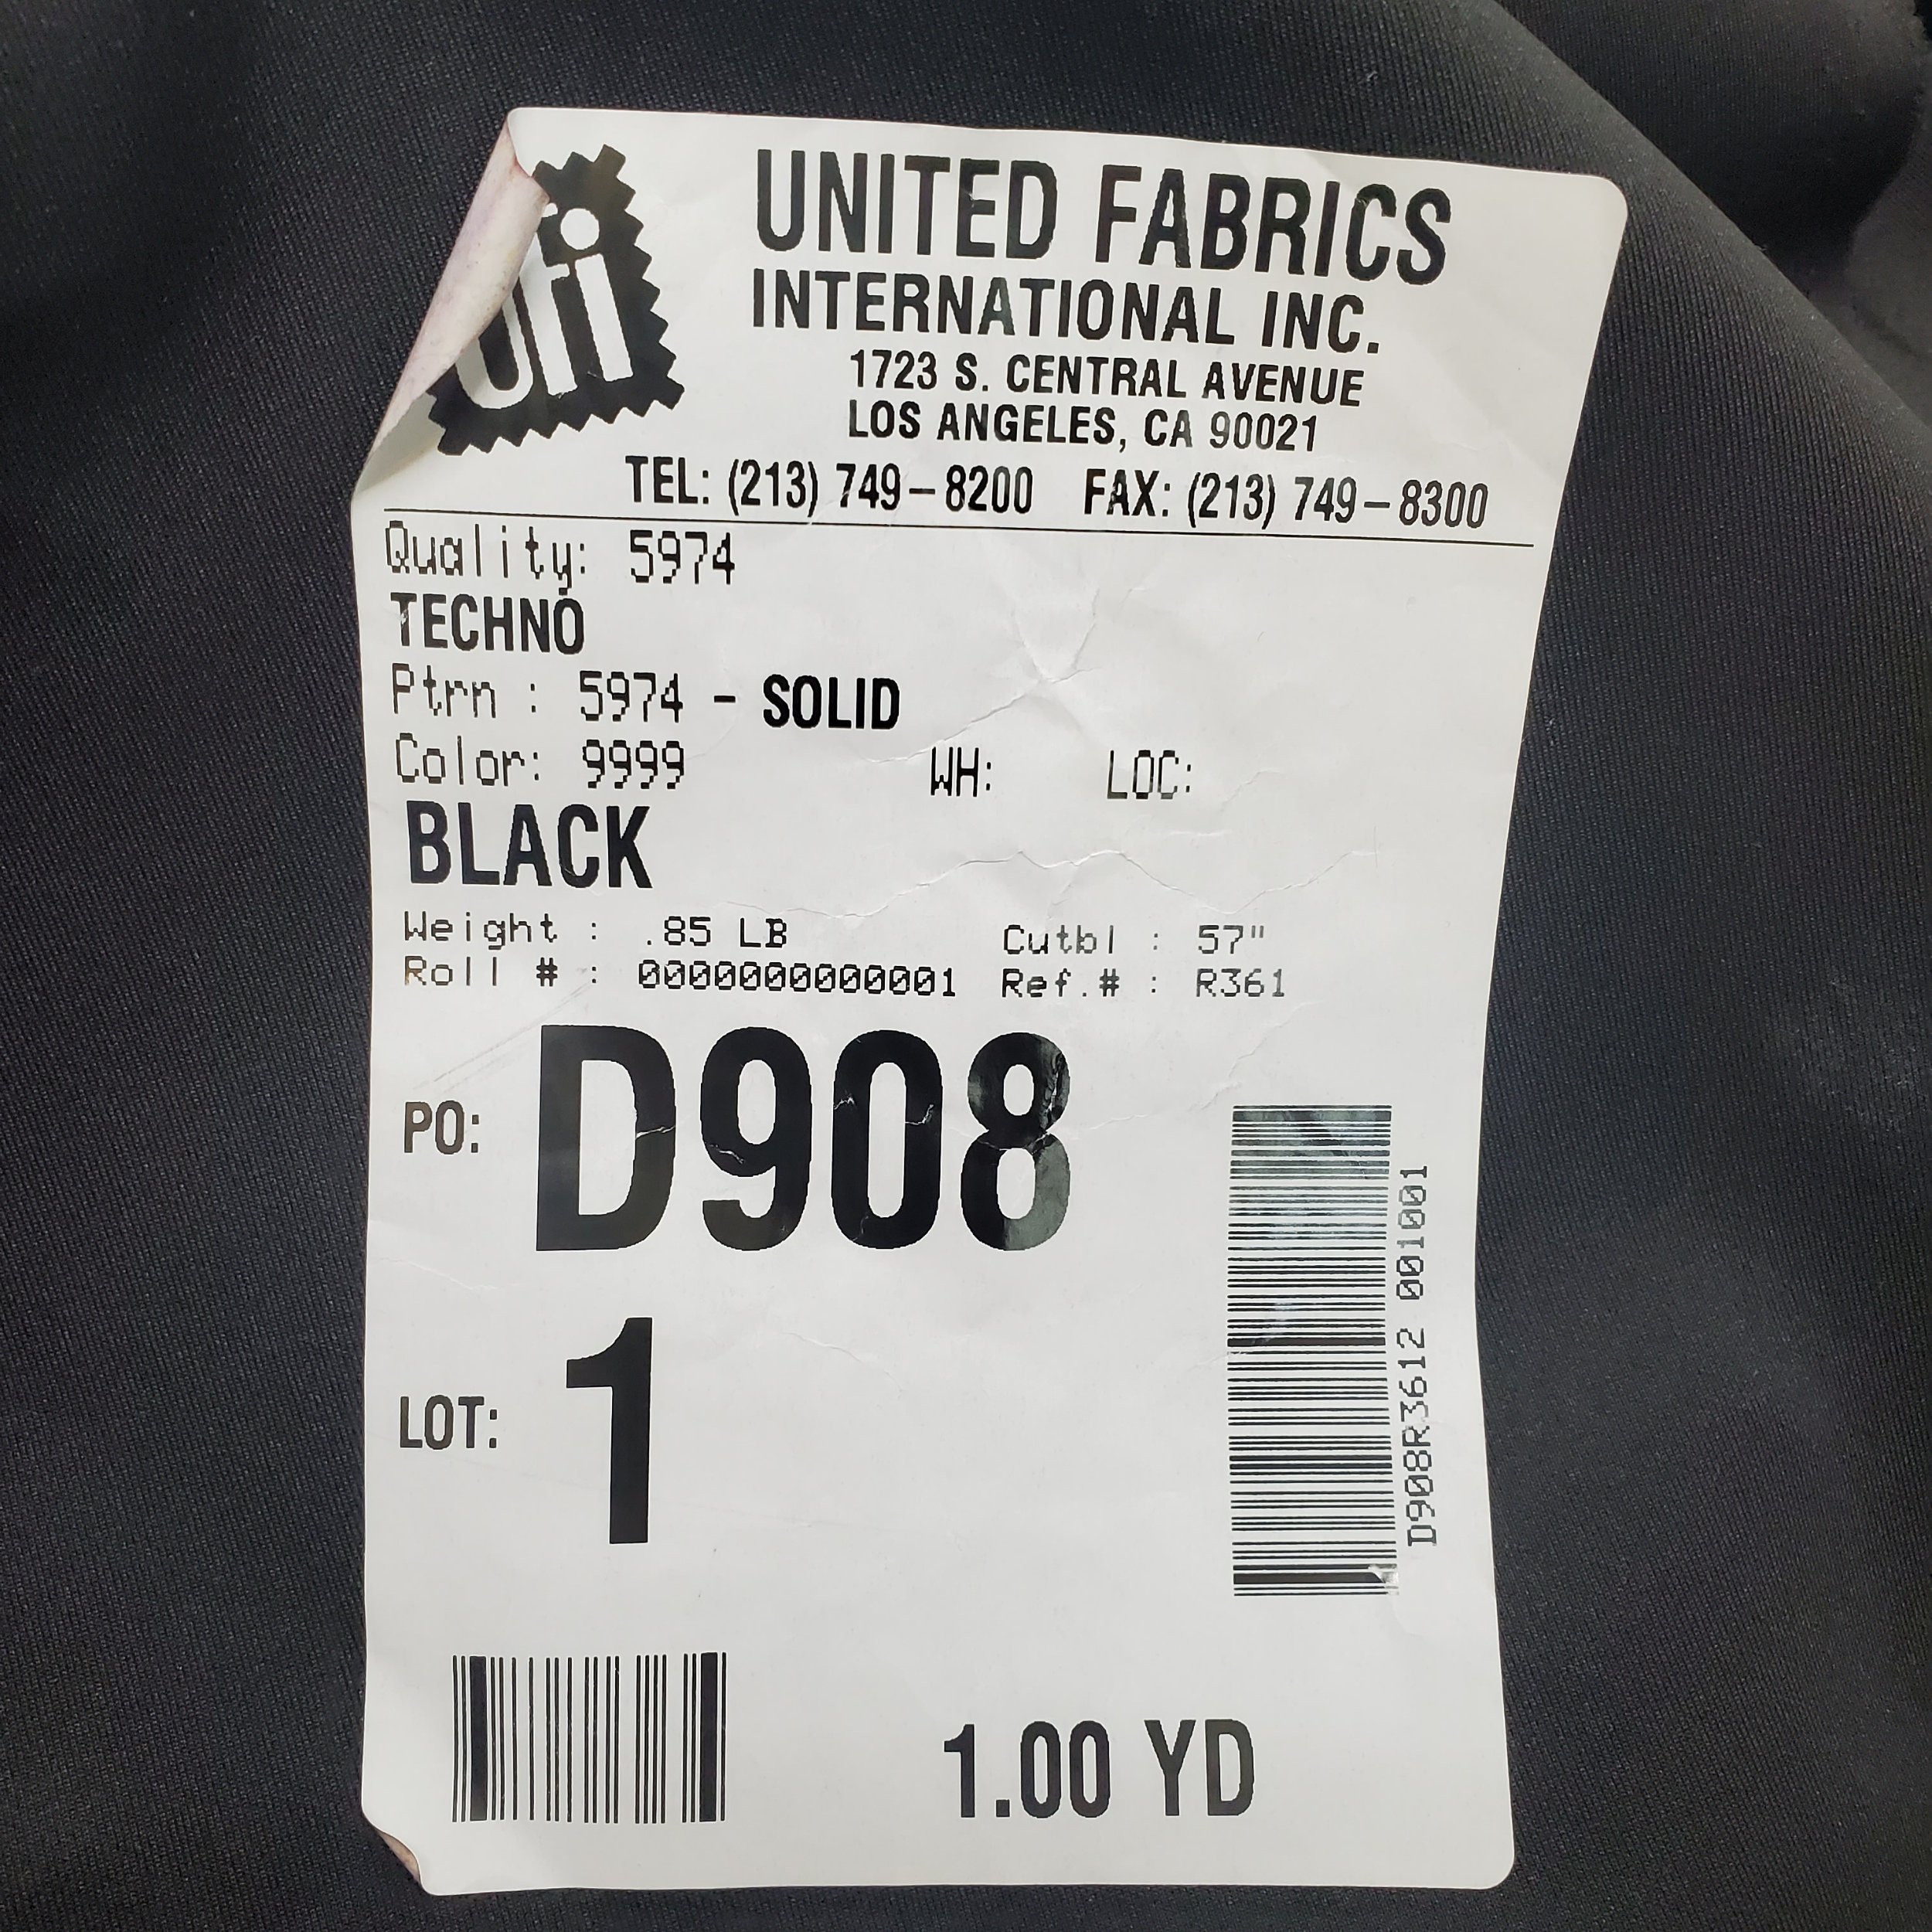 ufi
UNITED FABRICS
INTERNATIONAL INC.
1723 S. CENTRAL AVENUE
LOS ANGELES, CA 90021
TEL: (213) 749-8200 FAX: (213) 749-8300
Quality: 5974
TECHNO
Ptrn : 5974 - SOLID
Color: 9999 WH: LOC:
BLACK
Weight : .85 LB Cutbl : 57"
Roll # : 0000000000001 Ref.# : R361
PO: D908
LOT: 1
D908R3612 001001
1.00 YD